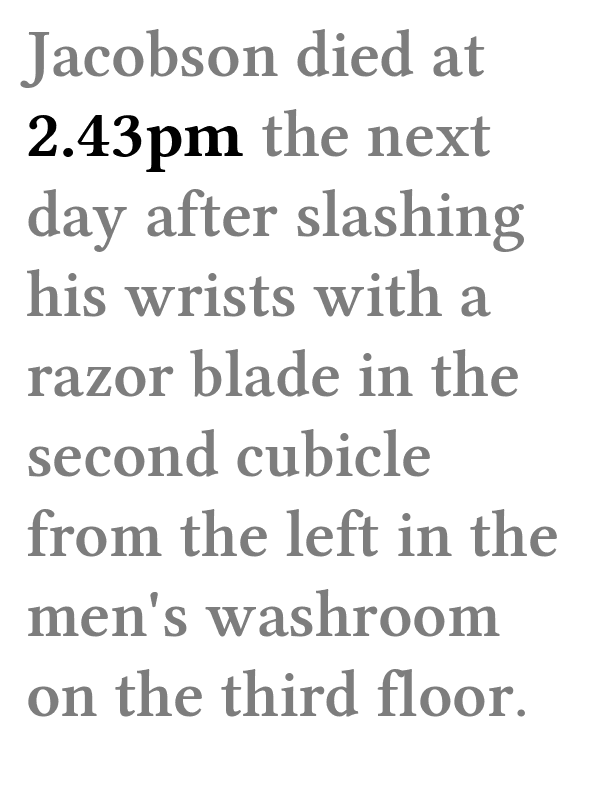 Jacobson died at
2.43pm the next
day after slashing
his wrists with a
razor blade in the
second cubicle
from the left in the
men's washroom
on the third floor.